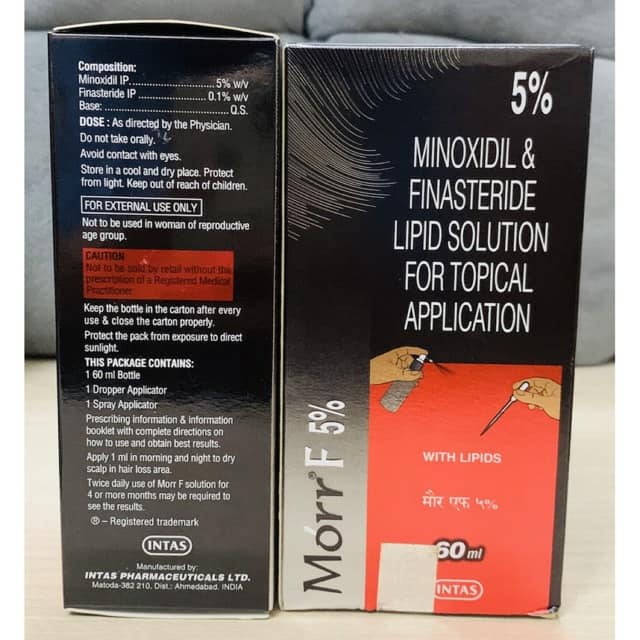 Composition:
Minoxidil IP..................5% w/v
Finasteride IP ................0.1% w/v
Base: ............................Q.S.
DOSE : As directed by the Physician.
Do not take orally.
Avoid contact with eyes.
Store in a cool and dry place. Protect
from light. Keep out of reach of children.
FOR EXTERNAL USE ONLY
Not to be used in woman of reproductive
age group.
CAUTION
Not to be sold by retail without the
prescription of a Registered Medical
Practitioner.
Keep the bottle in the carton after every
use & close the carton properly.
Protect the pack from exposure to direct
sunlight.
THIS PACKAGE CONTAINS:
1 60 ml Bottle
1 Dropper Applicator
1 Spray Applicator
Prescribing information & information
booklet with complete directions on
how to use and obtain best results.
Apply 1 ml in morning and night to dry
scalp in hair loss area.
Twice daily use of Morr F solution for
4 or more months may be required to
see the results.
® – Registered trademark
INTAS
Manufactured by:
INTAS PHARMACEUTICALS LTD.
Matoda-382 210, Dist.: Ahmedabad. INDIA
5%
MINOXIDIL &
FINASTERIDE
LIPID SOLUTION
FOR TOPICAL
APPLICATION
Mórr® F 5%
WITH LIPIDS
मौर एफ ५%
60 ml
INTAS